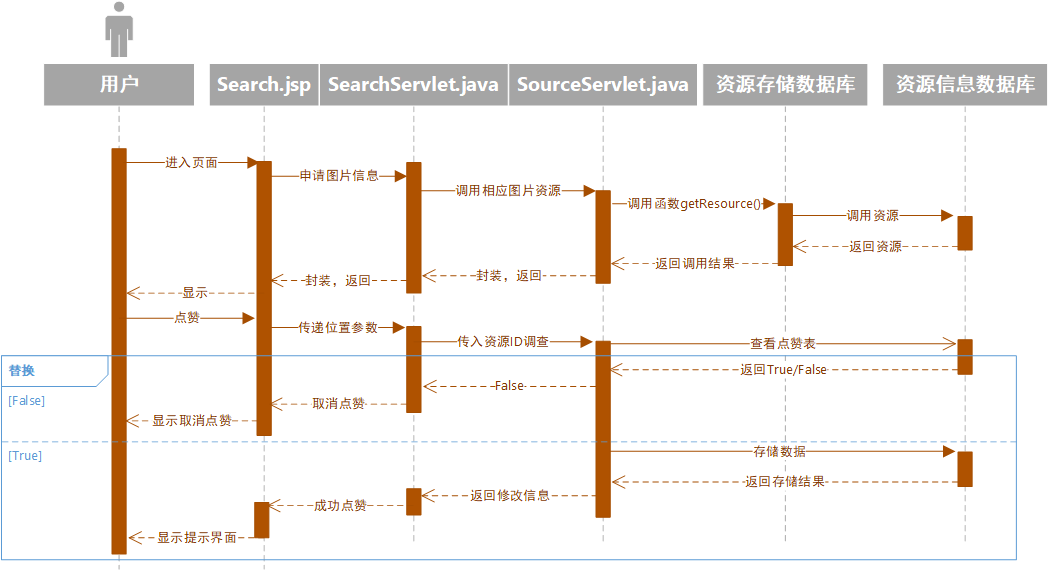 用户
Search.jsp
SearchServlet.java
SourceServlet.java
资源存储数据库
资源信息数据库
进入页面
申请图片信息
调用相应图片资源
调用函数getResource()
调用资源
返回资源
返回调用结果
封装，返回
封装，返回
显示
点赞
传递位置参数
传入资源ID调查
查看点赞表
替换
返回True/False
[False]
False
取消点赞
显示取消点赞
[True]
存储数据
返回存储结果
返回修改信息
成功点赞
显示提示界面